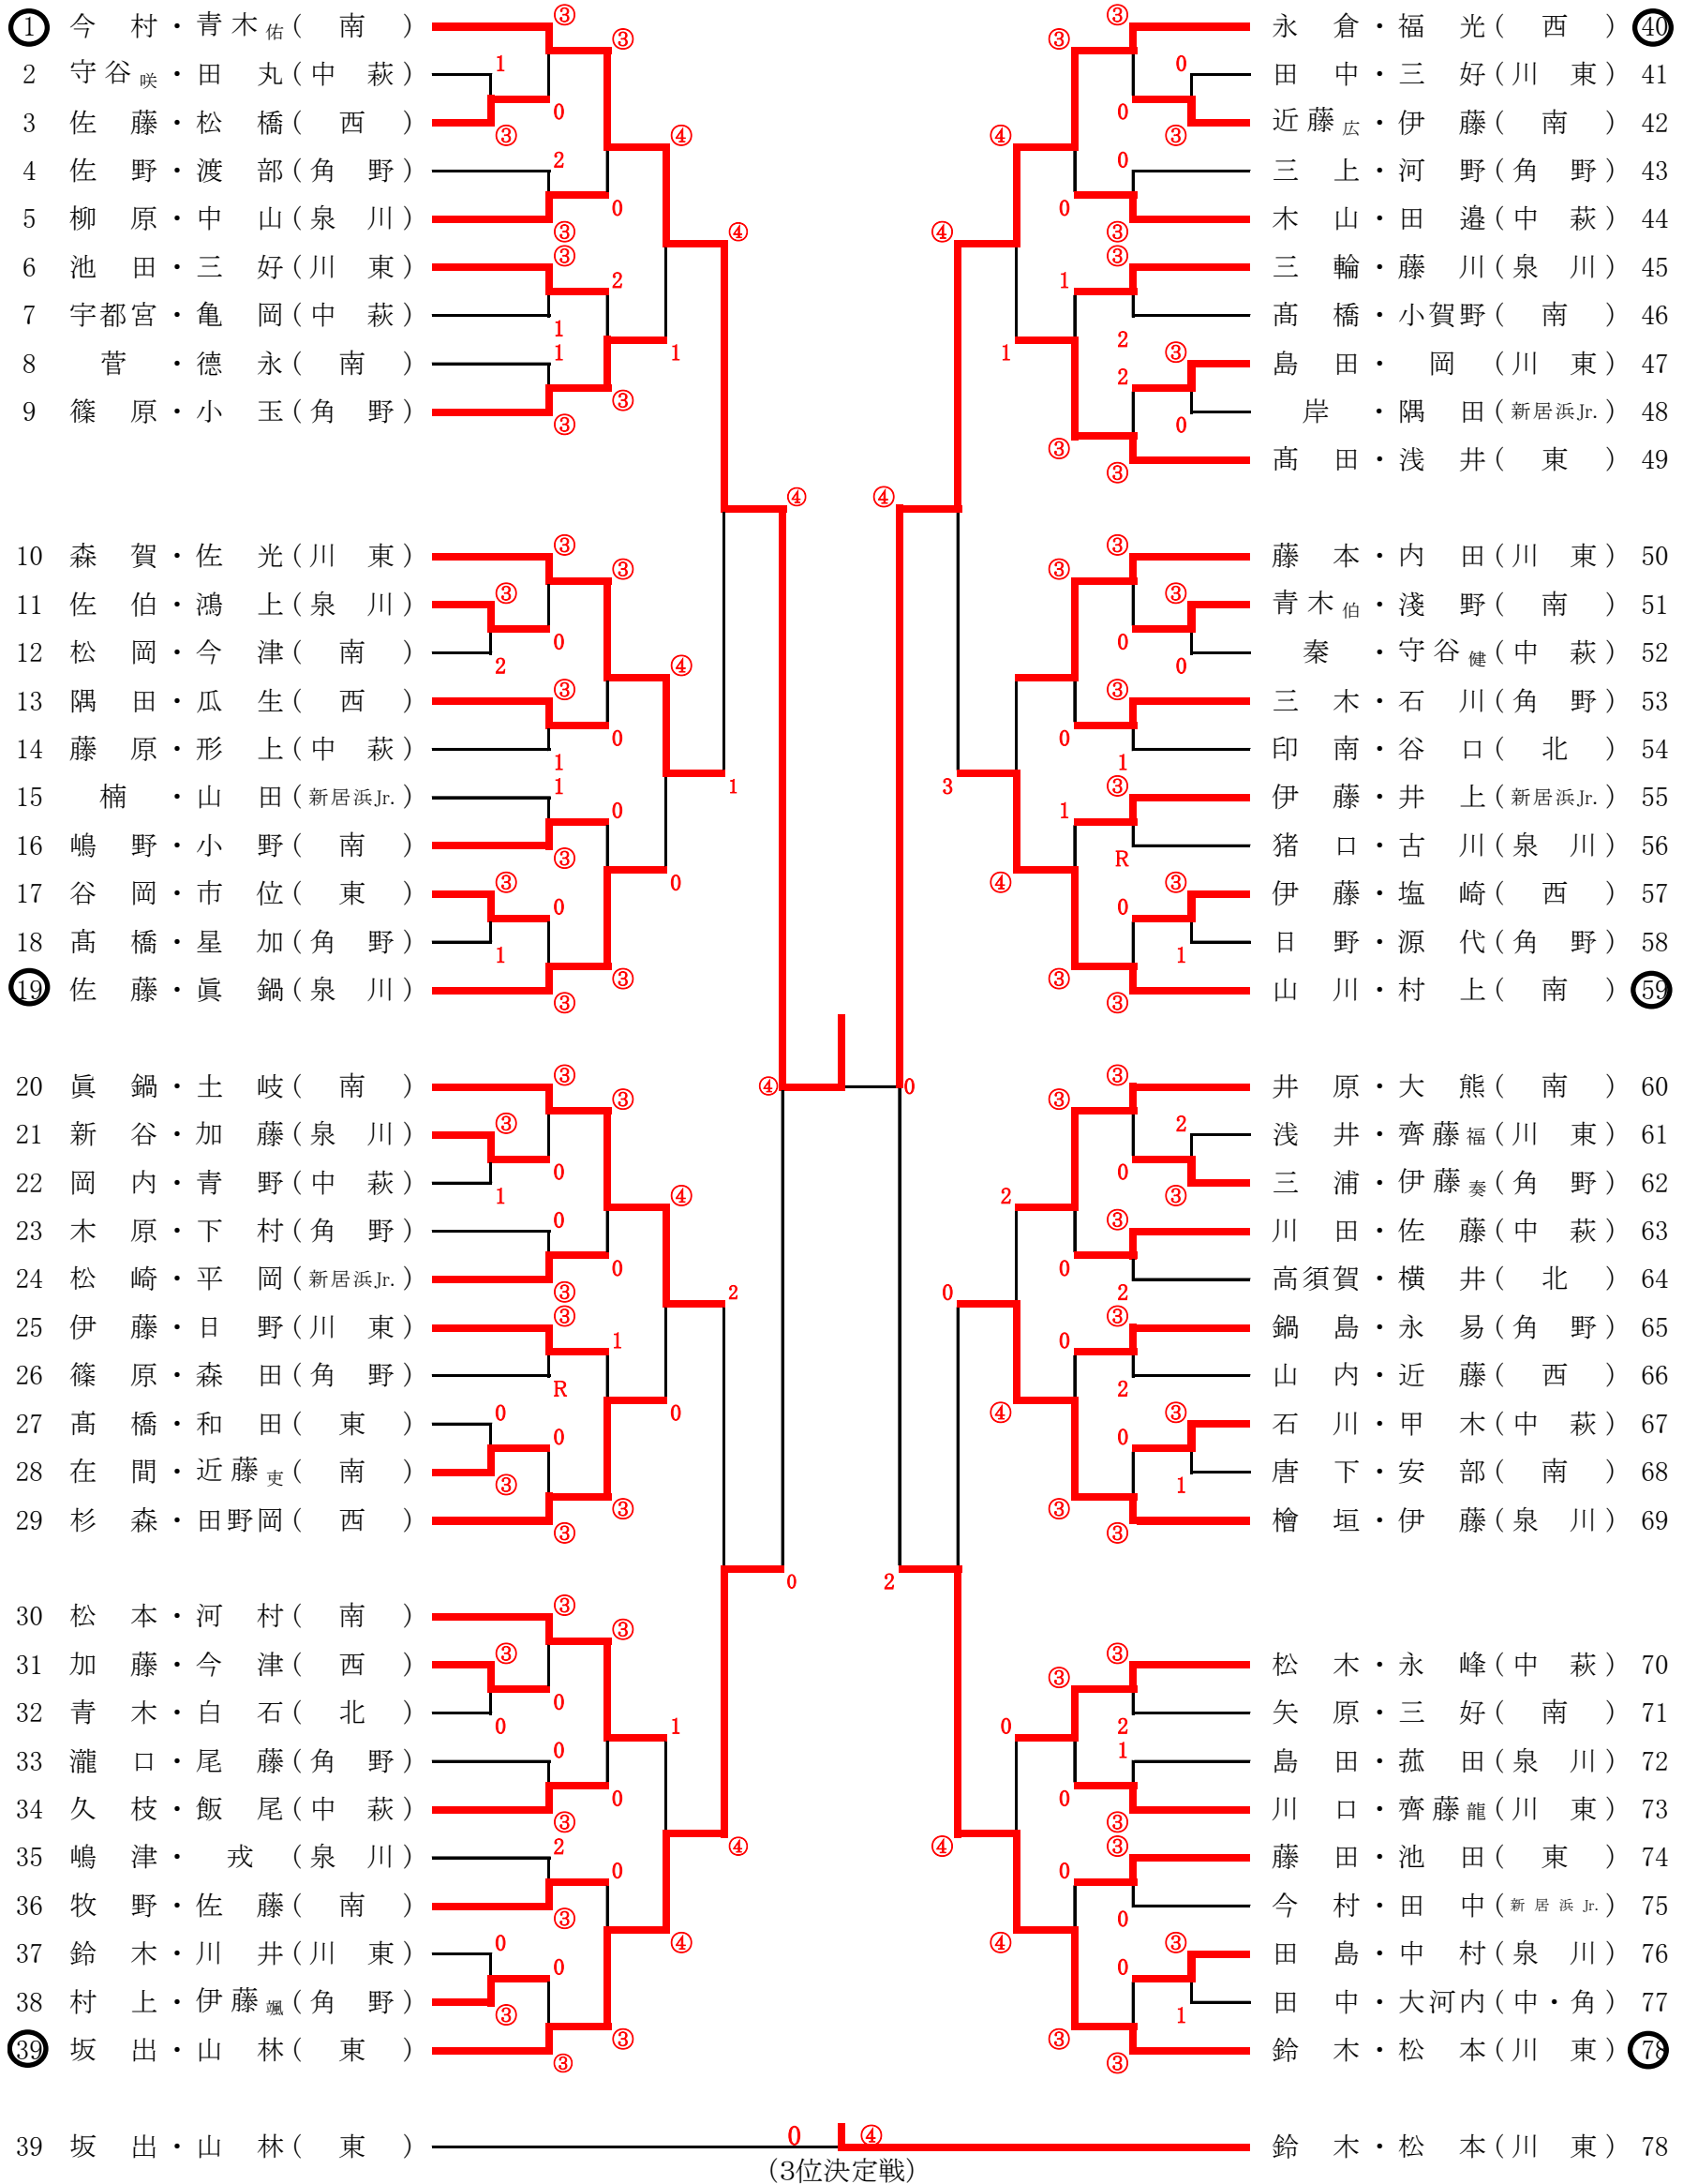 1 今村・青木佑(南)
2 守谷咲・田丸(中萩)
3 佐藤・松橋(西)
4 佐野・渡部(角野)
5 柳原・中山(泉川)
6 池田・三好(川東)
7 宇都宮・亀岡(中萩)
8 菅・德永(南)
9 篠原・小玉(角野)
10 森賀・佐光(川東)
11 佐伯・鴻上(泉川)
12 松岡・今津(南)
13 隅田・瓜生(西)
14 藤原・形上(中萩)
15 楠・山田(新居浜Jr.)
16 嶋野・小野(南)
17 谷岡・市位(東)
18 髙橋・星加(角野)
19 佐藤・眞鍋(泉川)
20 眞鍋・土岐(南)
21 新谷・加藤(泉川)
22 岡内・青野(中萩)
23 木原・下村(角野)
24 松崎・平岡(新居浜Jr.)
25 伊藤・日野(川東)
26 篠原・森田(角野)
27 髙橋・和田(東)
28 在間・近藤吏(南)
29 杉森・田野岡(西)
30 松本・河村(南)
31 加藤・今津(西)
32 青木・白石(北)
33 瀧口・尾藤(角野)
34 久枝・飯尾(中萩)
35 嶋津・戎(泉川)
36 牧野・佐藤(南)
37 鈴木・川井(川東)
38 村上・伊藤颯(角野)
39 坂出・山林(東)
永倉・福光(西) 40
田中・三好(川東) 41
近藤広・伊藤(南) 42
三上・河野(角野) 43
木山・田邉(中萩) 44
三輪・藤川(泉川) 45
髙橋・小賀野(南) 46
島田・岡(川東) 47
岸・隅田(新居浜Jr.) 48
髙田・浅井(東) 49
藤本・内田(川東) 50
青木伯・淺野(南) 51
秦・守谷健(中萩) 52
三木・石川(角野) 53
印南・谷口(北) 54
伊藤・井上(新居浜Jr.) 55
猪口・古川(泉川) 56
伊藤・塩崎(西) 57
日野・源代(角野) 58
山川・村上(南) 59
井原・大熊(南) 60
浅井・齊藤福(川東) 61
三浦・伊藤奏(角野) 62
川田・佐藤(中萩) 63
高須賀・横井(北) 64
鍋島・永易(角野) 65
山内・近藤(西) 66
石川・甲木(中萩) 67
唐下・安部(南) 68
檜垣・伊藤(泉川) 69
松木・永峰(中萩) 70
矢原・三好(南) 71
島田・菰田(泉川) 72
川口・齊藤龍(川東) 73
藤田・池田(東) 74
今村・田中(新居浜Jr.) 75
田島・中村(泉川) 76
田中・大河内(中・角) 77
鈴木・松本(川東) 78
39 坂出・山林(東) 0 ④ 鈴木・松本(川東) 78
(3位決定戦)